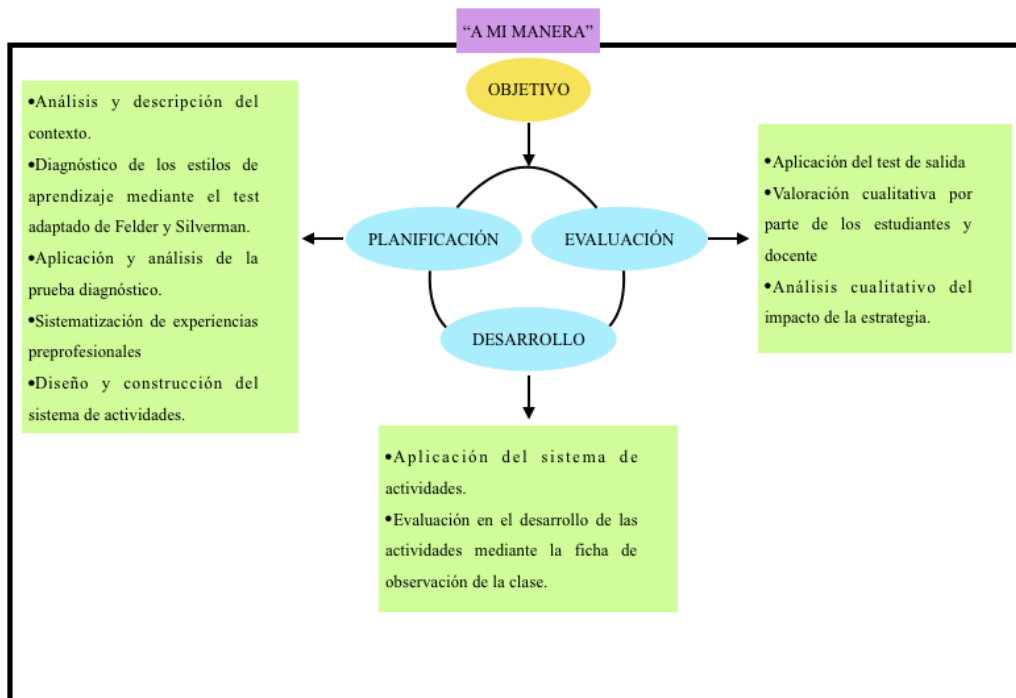 “A MI MANERA”
OBJETIVO
•Análisis y descripción del
contexto.
•Diagnóstico de los estilos de
aprendizaje mediante el test
adaptado de Felder y Silverman.
•Aplicación y análisis de la
prueba diagnóstico.
•Sistematización de experiencias
preprofesionales
•Diseño y construcción del
sistema de actividades.
PLANIFICACIÓN
EVALUACIÓN
DESARROLLO
•Aplicación del test de salida
•Valoración cualitativa por
parte de los estudiantes y
docente
•Análisis cualitativo del
impacto de la estrategia.
•Aplicación del sistema de
actividades.
•Evaluación en el desarrollo de las
actividades mediante la ficha de
observación de la clase.